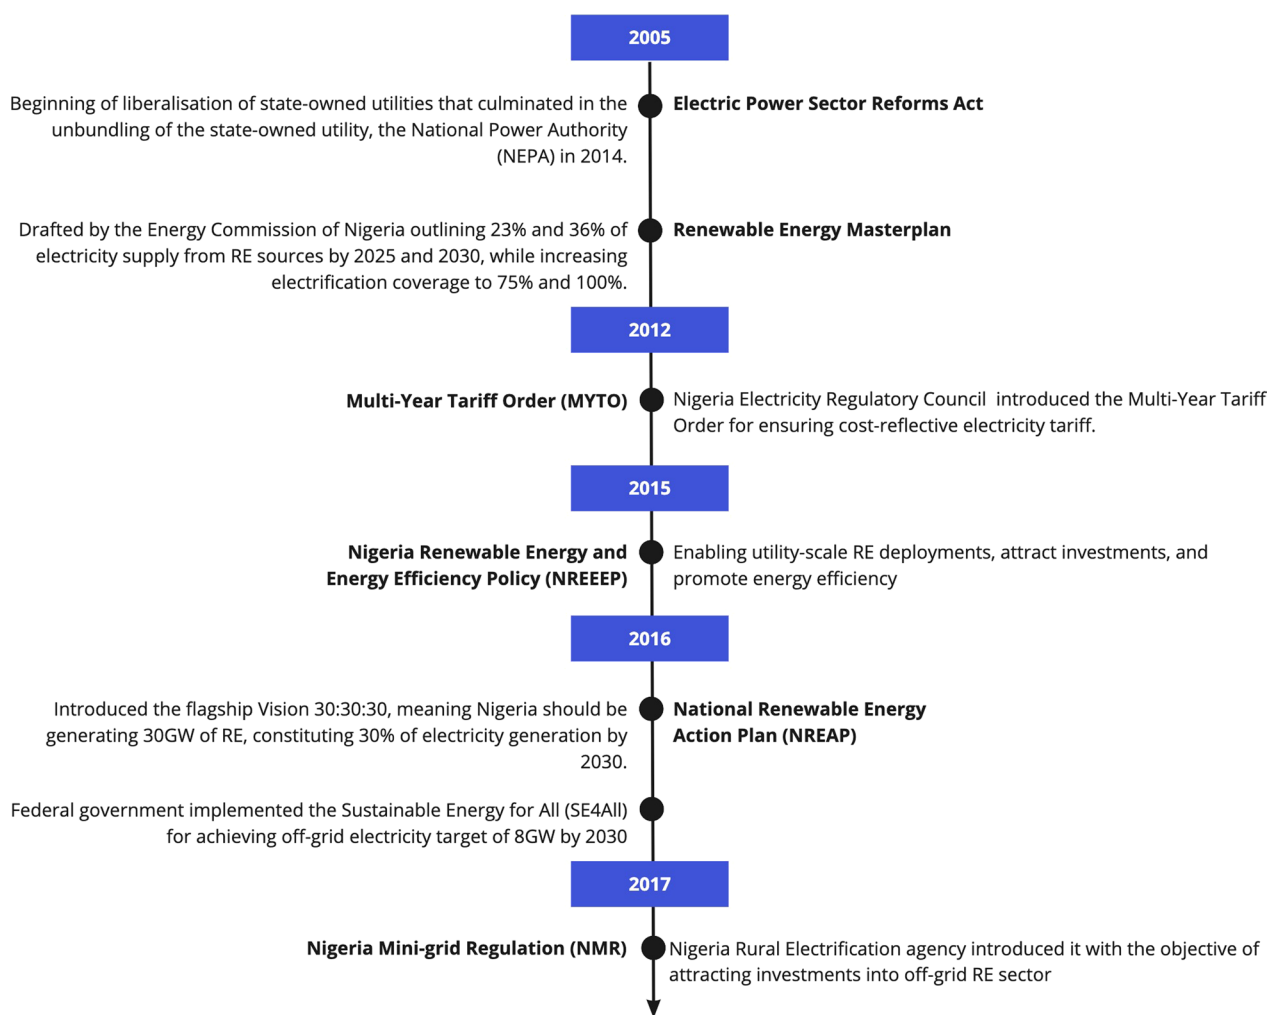 2005
Beginning of liberalisation of state-owned utilities that culminated in the
unbundling of the state-owned utility, the National Power Authority
(NEPA) in 2014.
Electric Power Sector Reforms Act
Drafted by the Energy Commission of Nigeria outlining 23% and 36% of
electricity supply from RE sources by 2025 and 2030, while increasing
electrification coverage to 75% and 100%.
Renewable Energy Masterplan
2012
Multi-Year Tariff Order (MYTO)
Nigeria Electricity Regulatory Council introduced the Multi-Year Tariff
Order for ensuring cost-reflective electricity tariff.
2015
Nigeria Renewable Energy and
Energy Efficiency Policy (NREEEP)
Enabling utility-scale RE deployments, attract investments, and
promote energy efficiency
2016
Introduced the flagship Vision 30:30:30, meaning Nigeria should be
generating 30GW of RE, constituting 30% of electricity generation by
2030.
National Renewable Energy
Action Plan (NREAP)
Federal government implemented the Sustainable Energy for All (SE4All)
for achieving off-grid electricity target of 8GW by 2030
2017
Nigeria Mini-grid Regulation (NMR)
Nigeria Rural Electrification agency introduced it with the objective of
attracting investments into off-grid RE sector